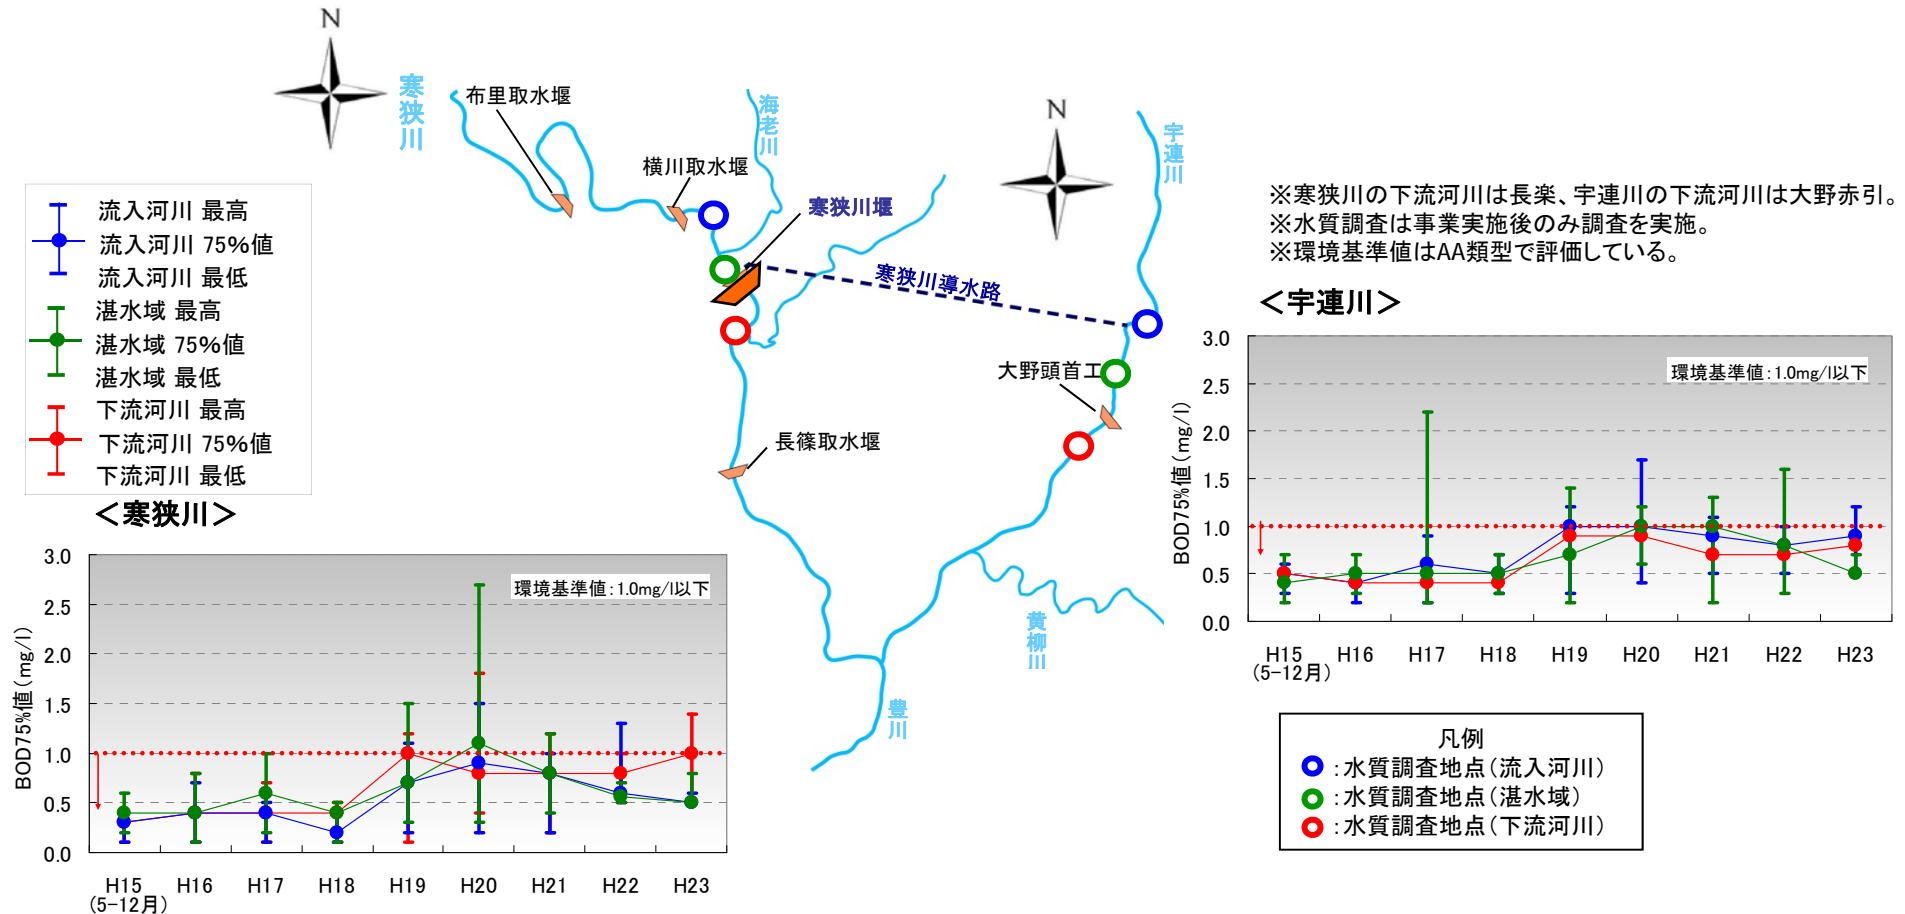 N
寒狭川
布里取水堰
横川取水堰
海老川
寒狭川堰
N
宇連川
寒狭川導水路
大野頭首工
長篠取水堰
黄柳川
豊川
※寒狭川の下流河川は長楽、宇連川の下流河川は大野赤引。
※水質調査は事業実施後のみ調査を実施。
※環境基準値はAA類型で評価している。
流入河川 最高
流入河川 75%値
流入河川 最低
湛水域 最高
湛水域 75%値
湛水域 最低
下流河川 最高
下流河川 75%値
下流河川 最低
＜寒狭川＞
BOD75%値(mg/l)
3.0
2.5
2.0
1.5
1.0
0.5
0.0
環境基準値：1.0mg/l以下
H15 H16 H17 H18 H19 H20 H21 H22 H23
(5-12月)
＜宇連川＞
BOD75%値(mg/l)
3.0
2.5
2.0
1.5
1.0
0.5
0.0
環境基準値：1.0mg/l以下
H15 H16 H17 H18 H19 H20 H21 H22 H23
(5-12月)
凡例
：水質調査地点(流入河川)
：水質調査地点(湛水域)
：水質調査地点(下流河川)